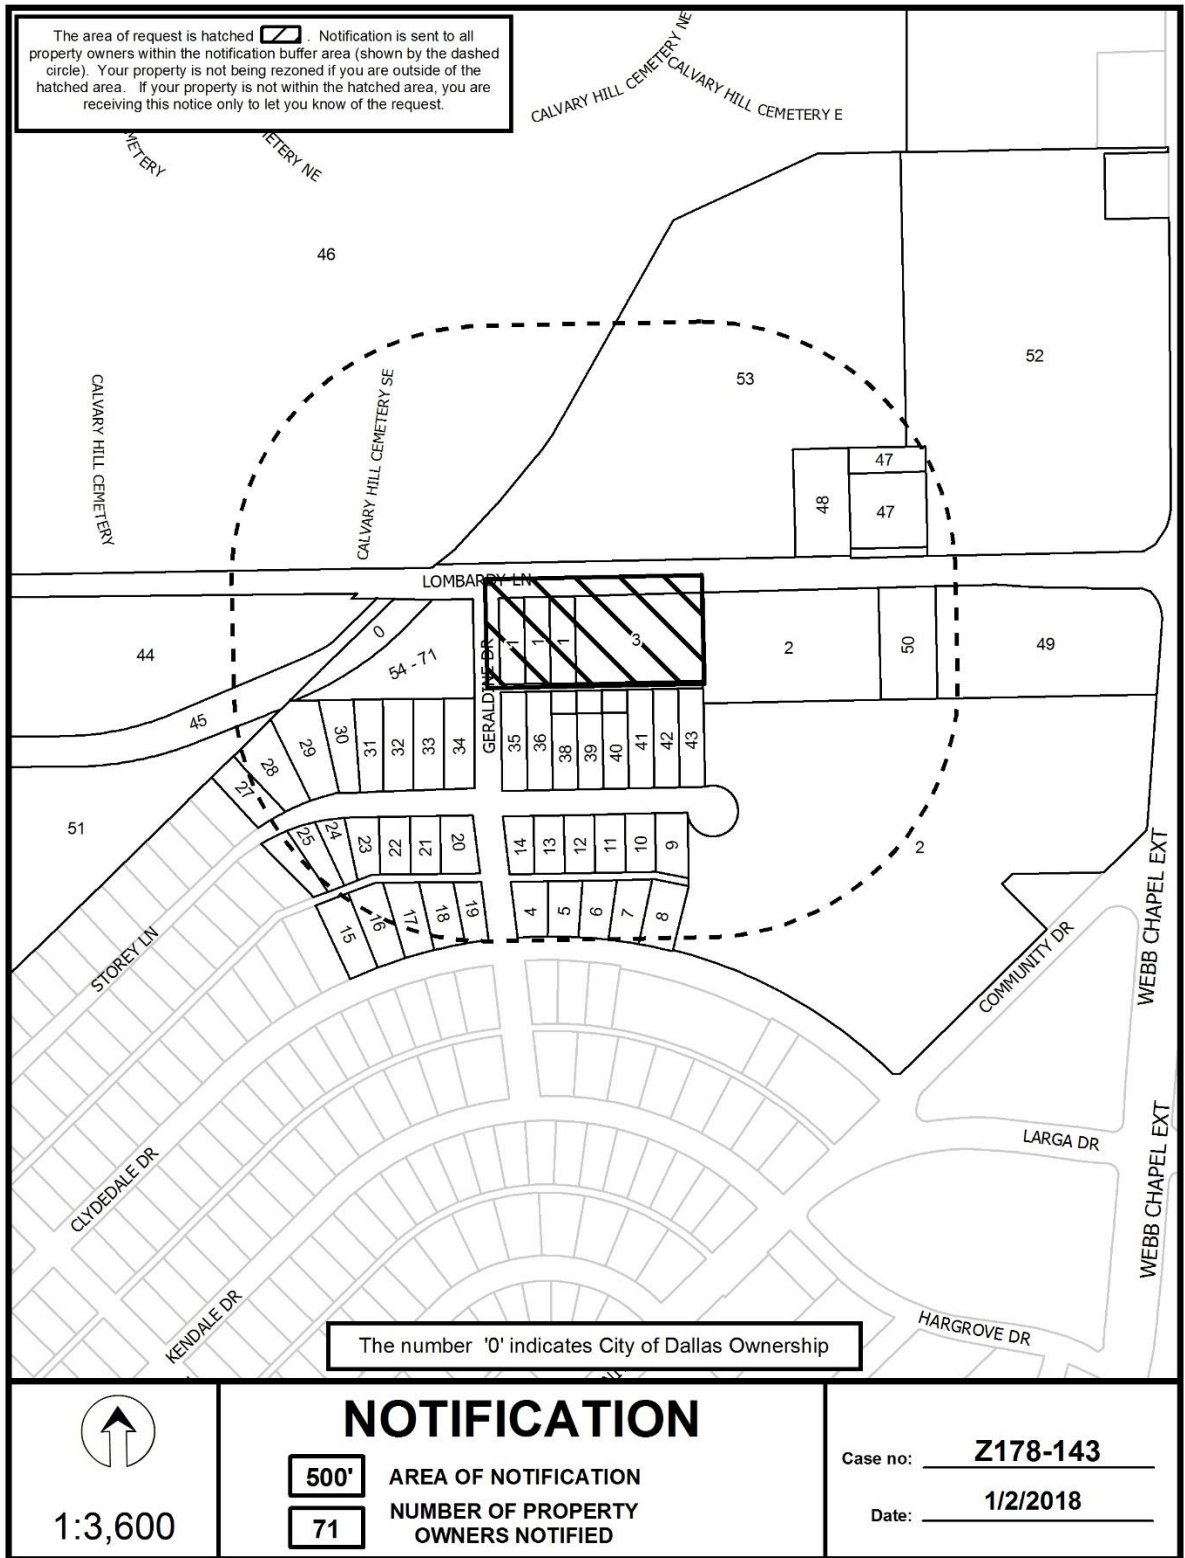 The area of request is hatched . Notification is sent to all
property owners within the notification buffer area (shown by the dashed
circle). Your property is not being rezoned if you are outside of the
hatched area. If your property is not within the hatched area, you are
receiving this notice only to let you know of the request.
CALVARY HILL CEMETERY NE
CALVARY HILL CEMETERY E
METERY
METERY NE
46
52
53
CALVARY HILL CEMETERY
CALVARY HILL CEMETERY SE
47
48
47
LOMBARDY LN
44
0
54 - 71
GERALDINE DR
1
1
1
3
2
50
49
45
27
28
29
30
31
32
33
34
35
36
38
39
40
41
42
43
51
25
24
23
22
21
20
14
13
12
11
10
9
2
15
16
17
18
19
4
5
6
7
8
STOREY LN
COMMUNITY DR
WEBB CHAPEL EXT
CLYDEDALE DR
LARGA DR
WEBB CHAPEL EXT
KENDALE DR
HARGROVE DR
The number '0' indicates City of Dallas Ownership
1:3,600
NOTIFICATION
500' AREA OF NOTIFICATION
71 NUMBER OF PROPERTY
OWNERS NOTIFIED
Case no: Z178-143
Date: 1/2/2018